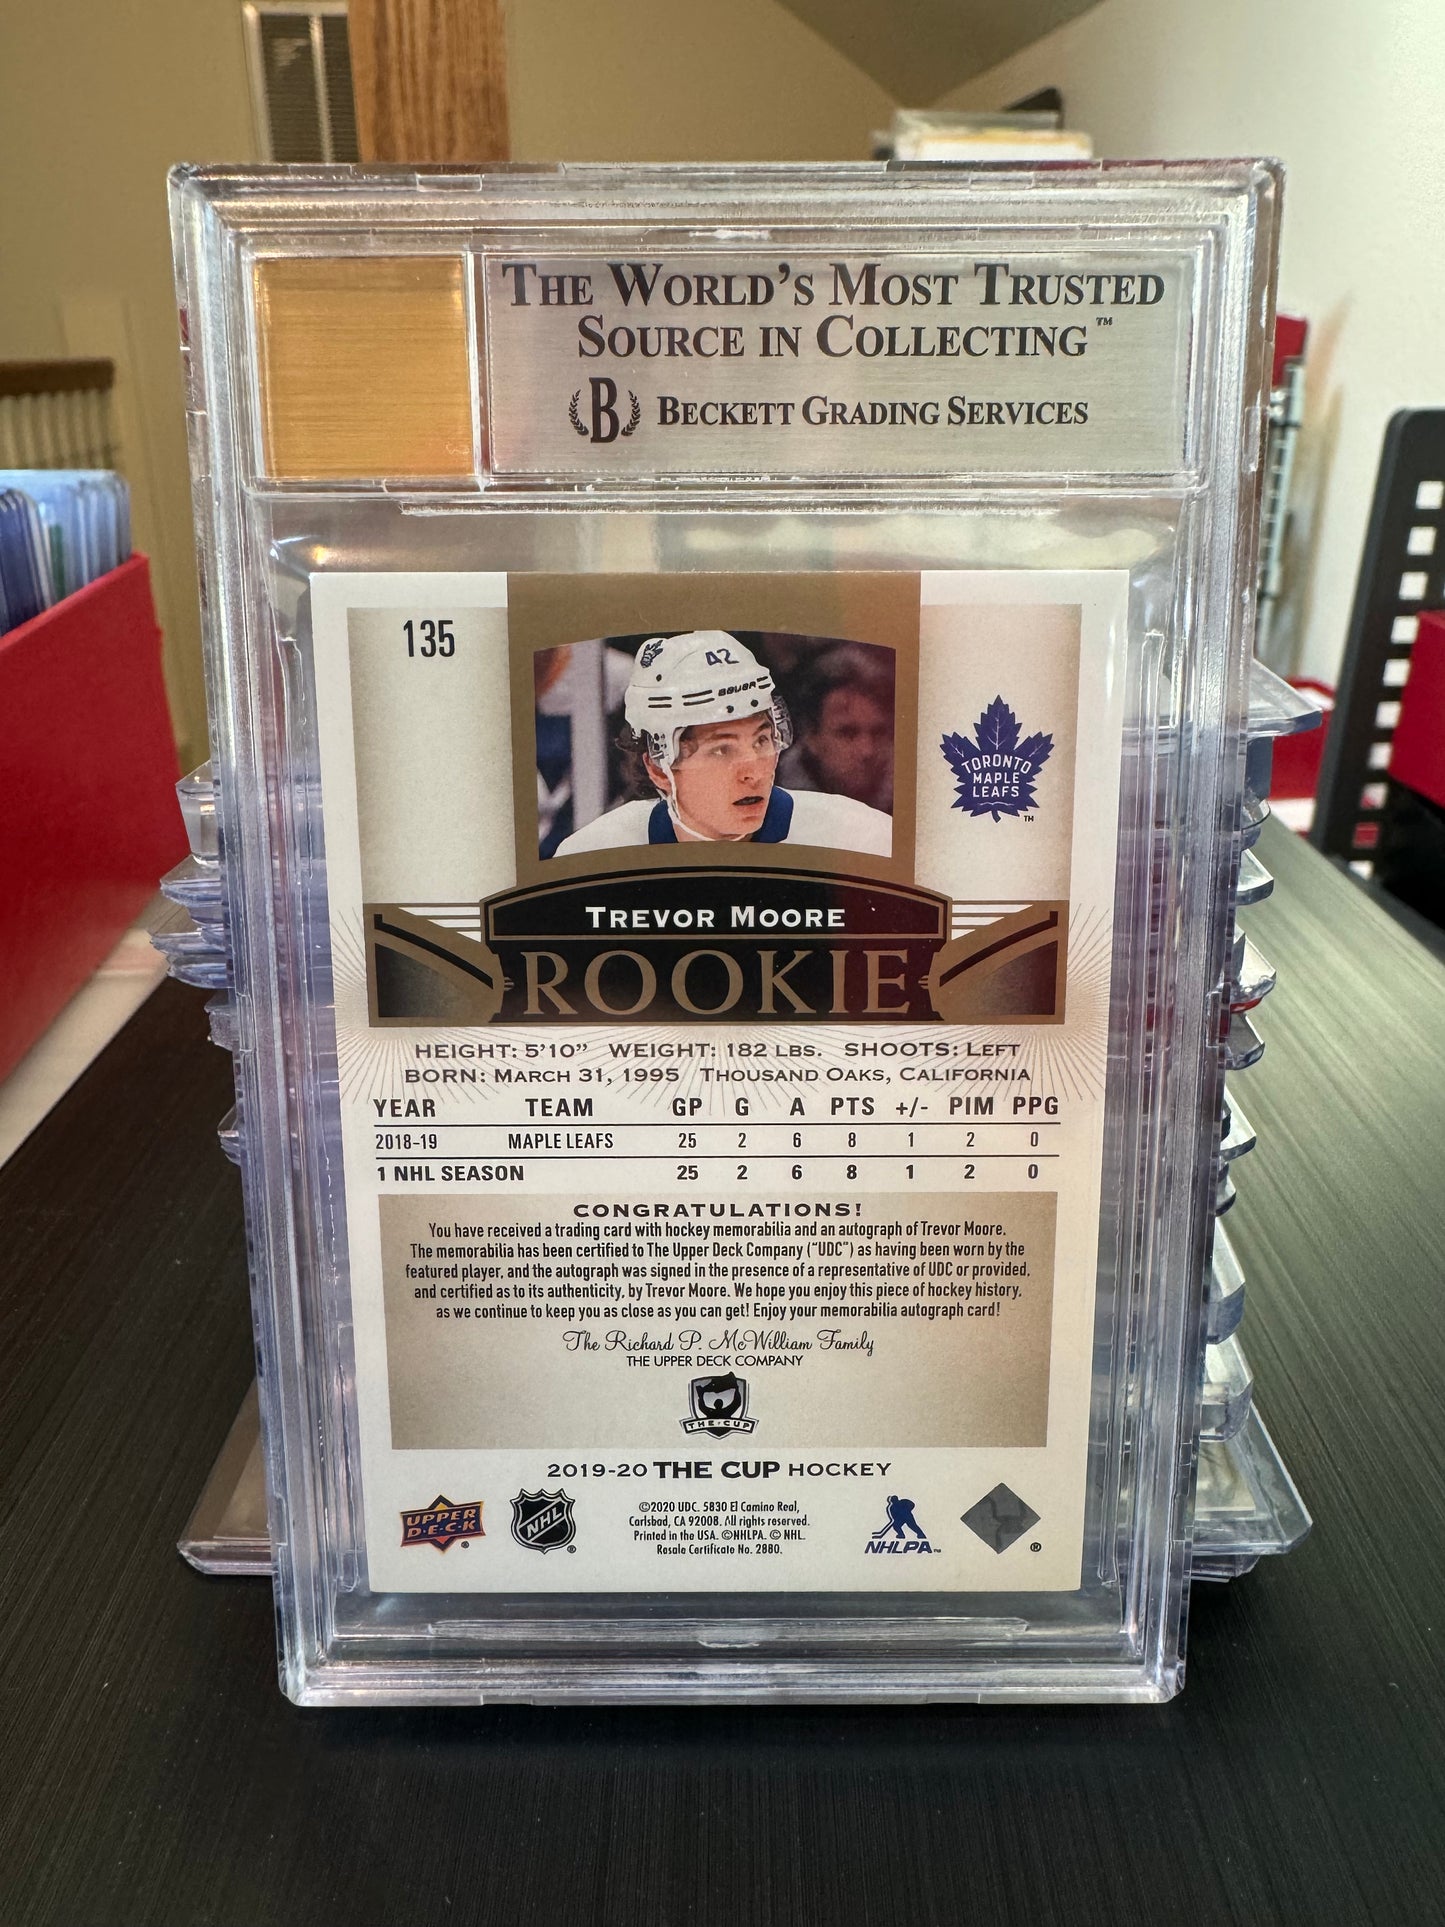 THE WORLD'S MOST TRUSTED
SOURCE IN COLLECTING™
B BECKETT GRADING SERVICES
135
42
BAUER
TORONTO
MAPLE
LEAFS
TM
TREVOR MOORE
ROOKIE
HEIGHT: 5'10" WEIGHT: 182 LBS. SHOOTS: LEFT
BORN: MARCH 31, 1995 THOUSAND OAKS, CALIFORNIA
YEAR TEAM GP G A PTS +/- PIM PPG
2018-19 MAPLE LEAFS 25 2 6 8 1 2 0
1 NHL SEASON 25 2 6 8 1 2 0
CONGRATULATIONS!
You have received a trading card with hockey memorabilia and an autograph of Trevor Moore.
The memorabilia has been certified to The Upper Deck Company ("UDC") as having been worn by the
featured player, and the autograph was signed in the presence of a representative of UDC or provided,
and certified as to its authenticity, by Trevor Moore. We hope you enjoy this piece of hockey history,
as we continue to keep you as close as you can get! Enjoy your memorabilia autograph card!
The Richard P. McWilliam Family
THE UPPER DECK COMPANY
THE·CUP
2019-20 THE CUP HOCKEY
UPPER
D·E·C·K
®
NHL
®
©2020 UDC. 5830 El Camino Real,
Carlsbad, CA 92008. All rights reserved.
Printed in the USA. ©NHLPA. © NHL.
Resale Certificate No. 2880.
NHLPA™
®